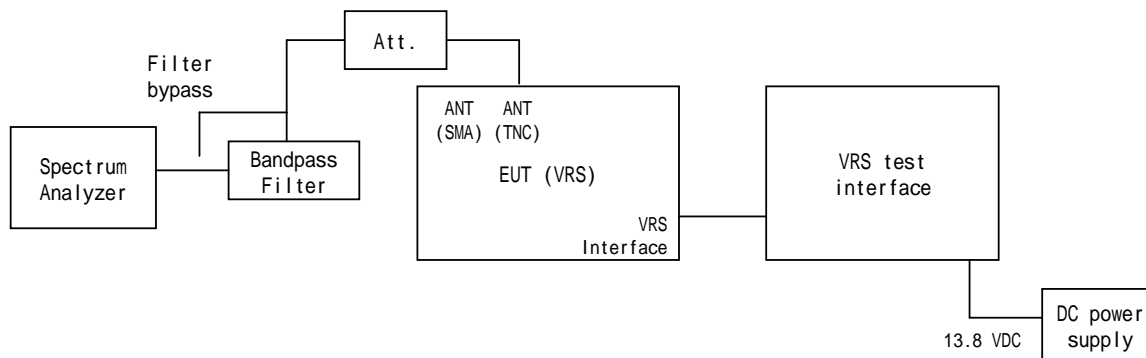 Att.
Filter
bypass
ANT ANT
(SMA) (TNC)
Spectrum
Analyzer
Bandpass
Filter
EUT (VRS)
VRS
Interface
VRS test
interface
13.8 VDC
DC power
supply